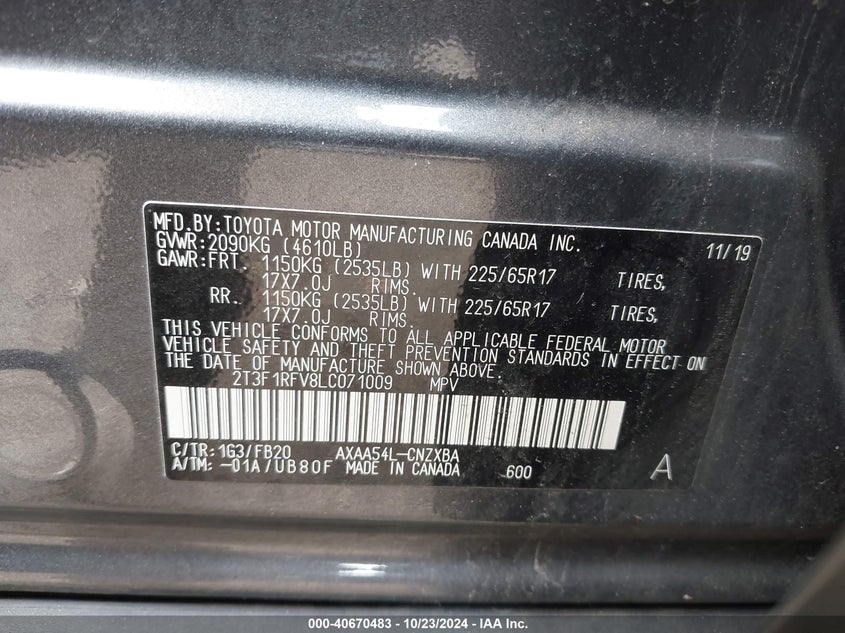 MFD.BY:TOYOTA MOTOR MANUFACTURING CANADA INC. 11/19
GVWR:2090KG (4610LB)
GAWR:FRT. 1150KG (2535LB) WITH 225/65R17 TIRES,
17X7.0J RIMS.
RR. 1150KG (2535LB) WITH 225/65R17 TIRES,
17X7.0J RIMS.
THIS VEHICLE CONFORMS TO ALL APPLICABLE FEDERAL MOTOR
VEHICLE SAFETY AND THEFT PREVENTION STANDARDS IN EFFECT ON
THE DATE OF MANUFACTURE SHOWN ABOVE.
2T3F1RFV8LC071009 MPV
C/TR:1G3/FB20 AXAA54L-CNZXBA
A/TM:-01A/UB80F MADE IN CANADA 600 A
000-40670483 - 10/23/2024 - IAA Inc.